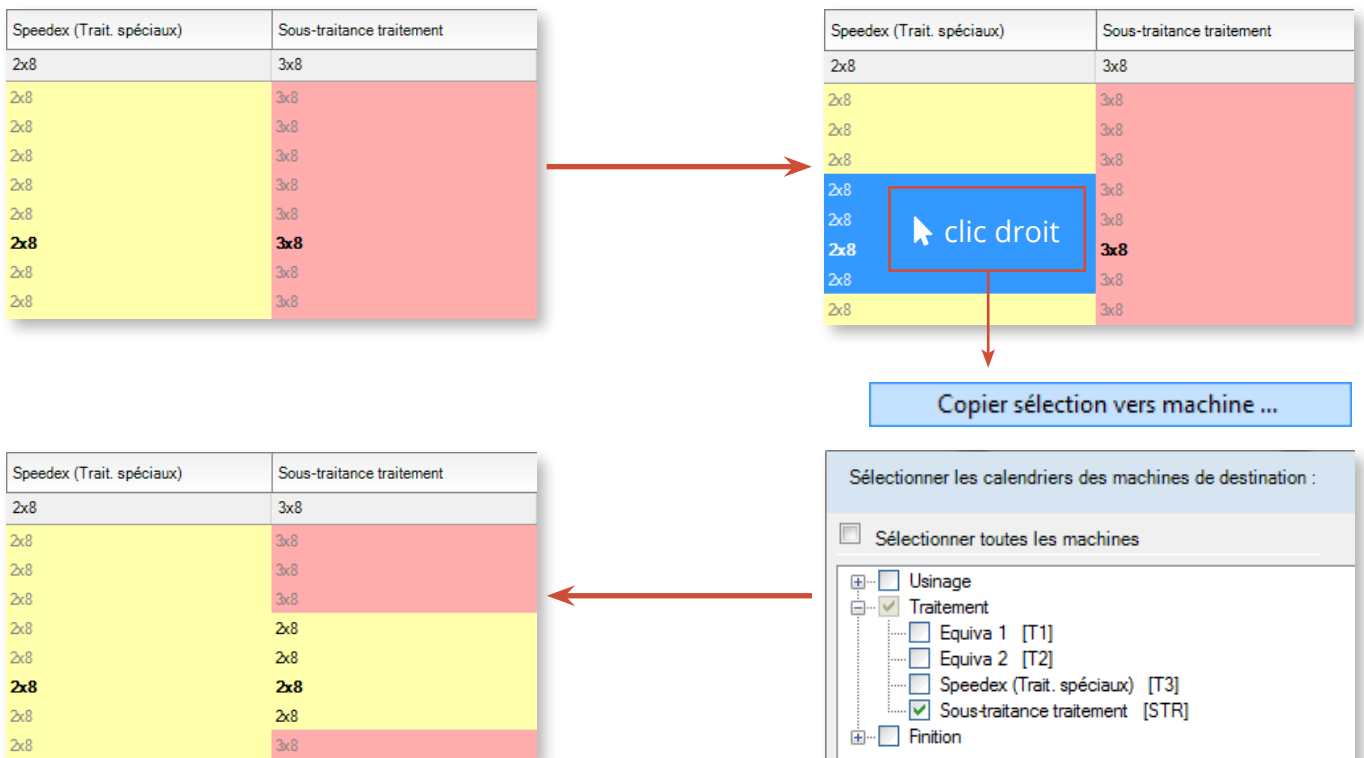 Speedex (Trait. spéciaux) Sous-traitance traitement
2x8 3x8
2x8 3x8
2x8 3x8
2x8 3x8
2x8 3x8
2x8 3x8
2x8 3x8
2x8 3x8
2x8 3x8
Speedex (Trait. spéciaux) Sous-traitance traitement
2x8 3x8
2x8 3x8
2x8 3x8
2x8 3x8
2x8 3x8
2x8 3x8
2x8 3x8
2x8 3x8
2x8 3x8
clic droit
Copier sélection vers machine ...
Speedex (Trait. spéciaux) Sous-traitance traitement
2x8 3x8
2x8 3x8
2x8 3x8
2x8 3x8
2x8 2x8
2x8 2x8
2x8 2x8
2x8 2x8
2x8 3x8
Sélectionner les calendriers des machines de destination :
Sélectionner toutes les machines
Usinage
Traitement
Equiva 1 [T1]
Equiva 2 [T2]
Speedex (Trait. spéciaux) [T3]
Sous-traitance traitement [STR]
Finition